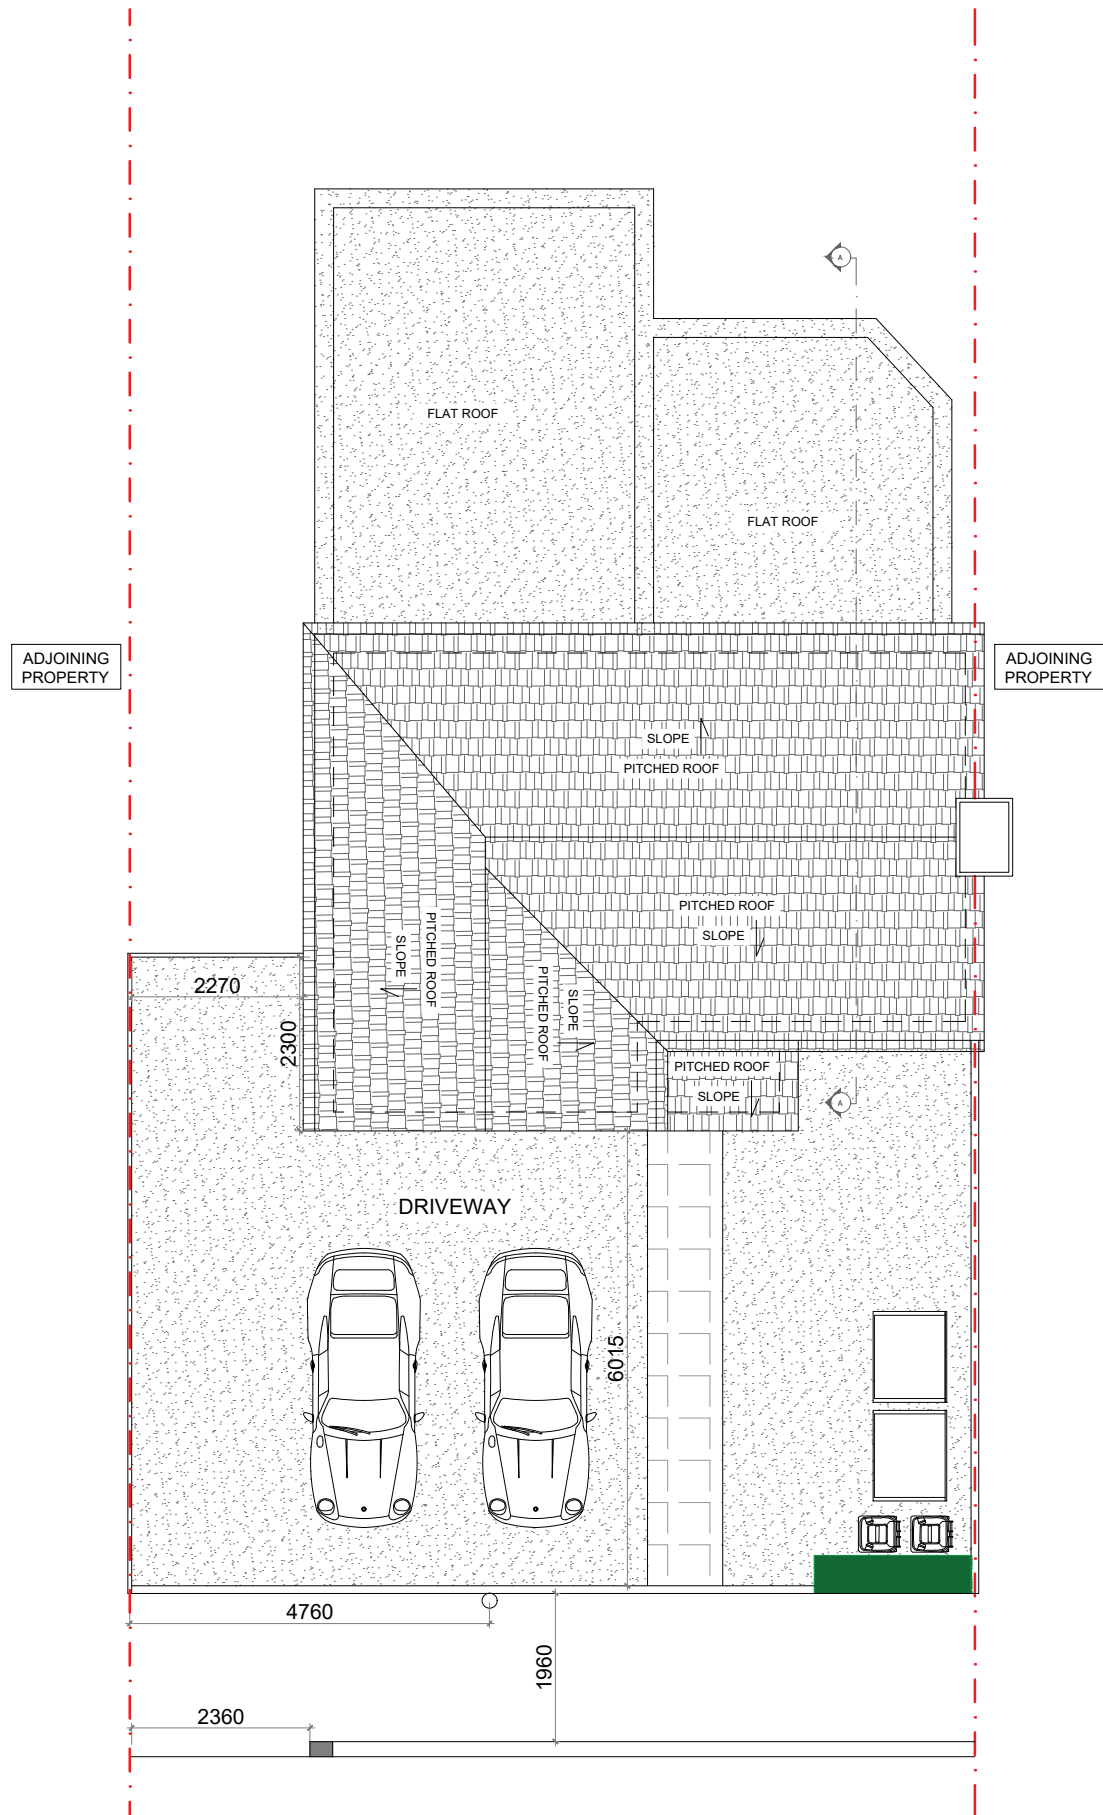 A
FLAT ROOF
FLAT ROOF
ADJOINING
PROPERTY
ADJOINING
PROPERTY
SLOPE
PITCHED ROOF
PITCHED ROOF
SLOPE
PITCHED ROOF
SLOPE
SLOPE
PITCHED ROOF
2270
2300
PITCHED ROOF
SLOPE
A
DRIVEWAY
6015
4760
1960
2360